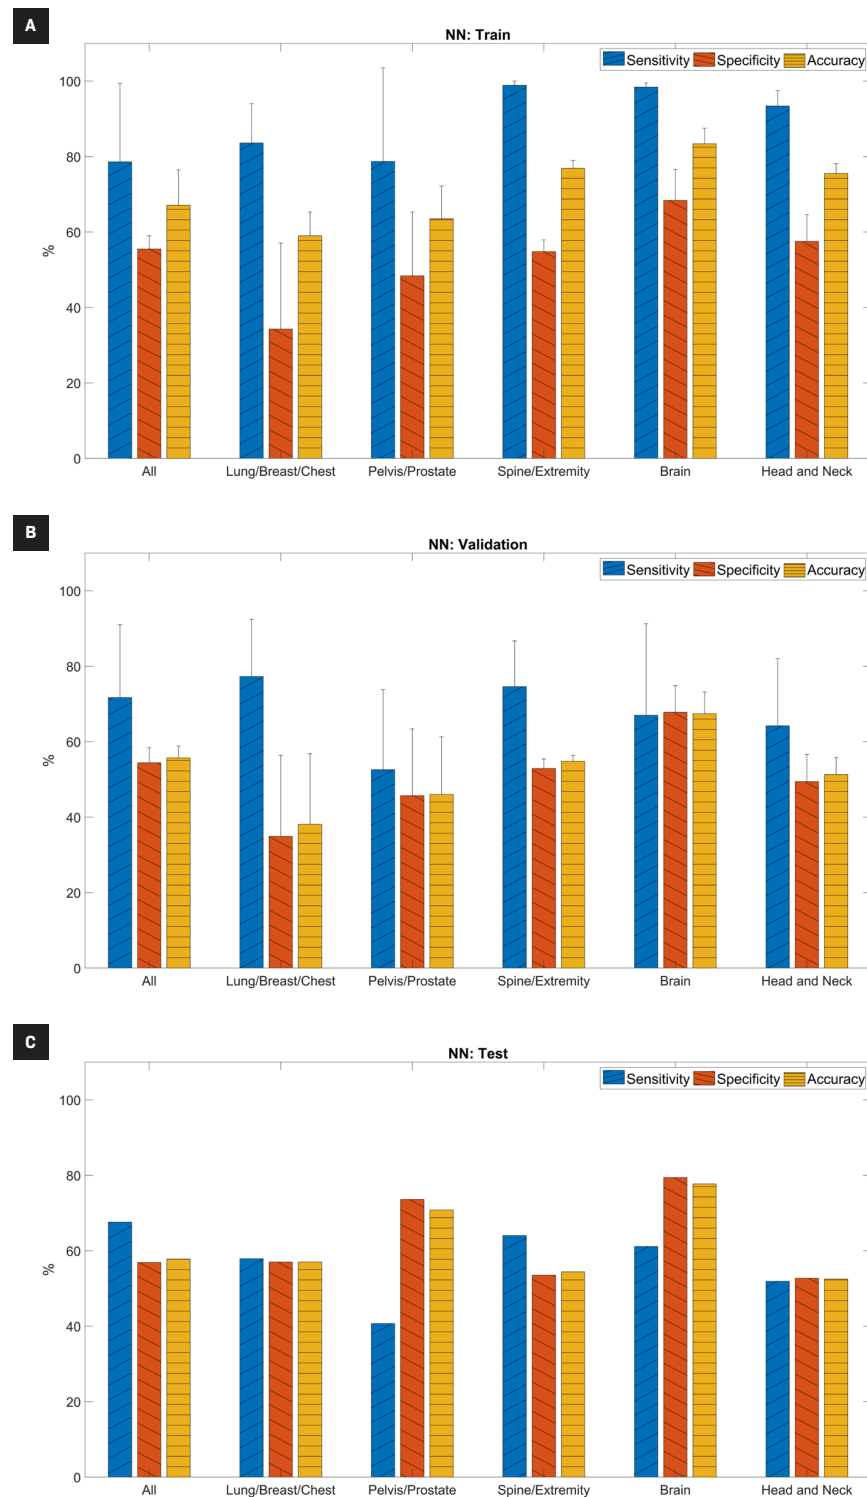 A
NN: Train
Sensitivity Specificity Accuracy
100
80
60
40
20
0
%
All Lung/Breast/Chest Pelvis/Prostate Spine/Extremity Brain Head and Neck
B
NN: Validation
Sensitivity Specificity Accuracy
100
80
60
40
20
0
%
All Lung/Breast/Chest Pelvis/Prostate Spine/Extremity Brain Head and Neck
C
NN: Test
Sensitivity Specificity Accuracy
100
80
60
40
20
0
%
All Lung/Breast/Chest Pelvis/Prostate Spine/Extremity Brain Head and Neck